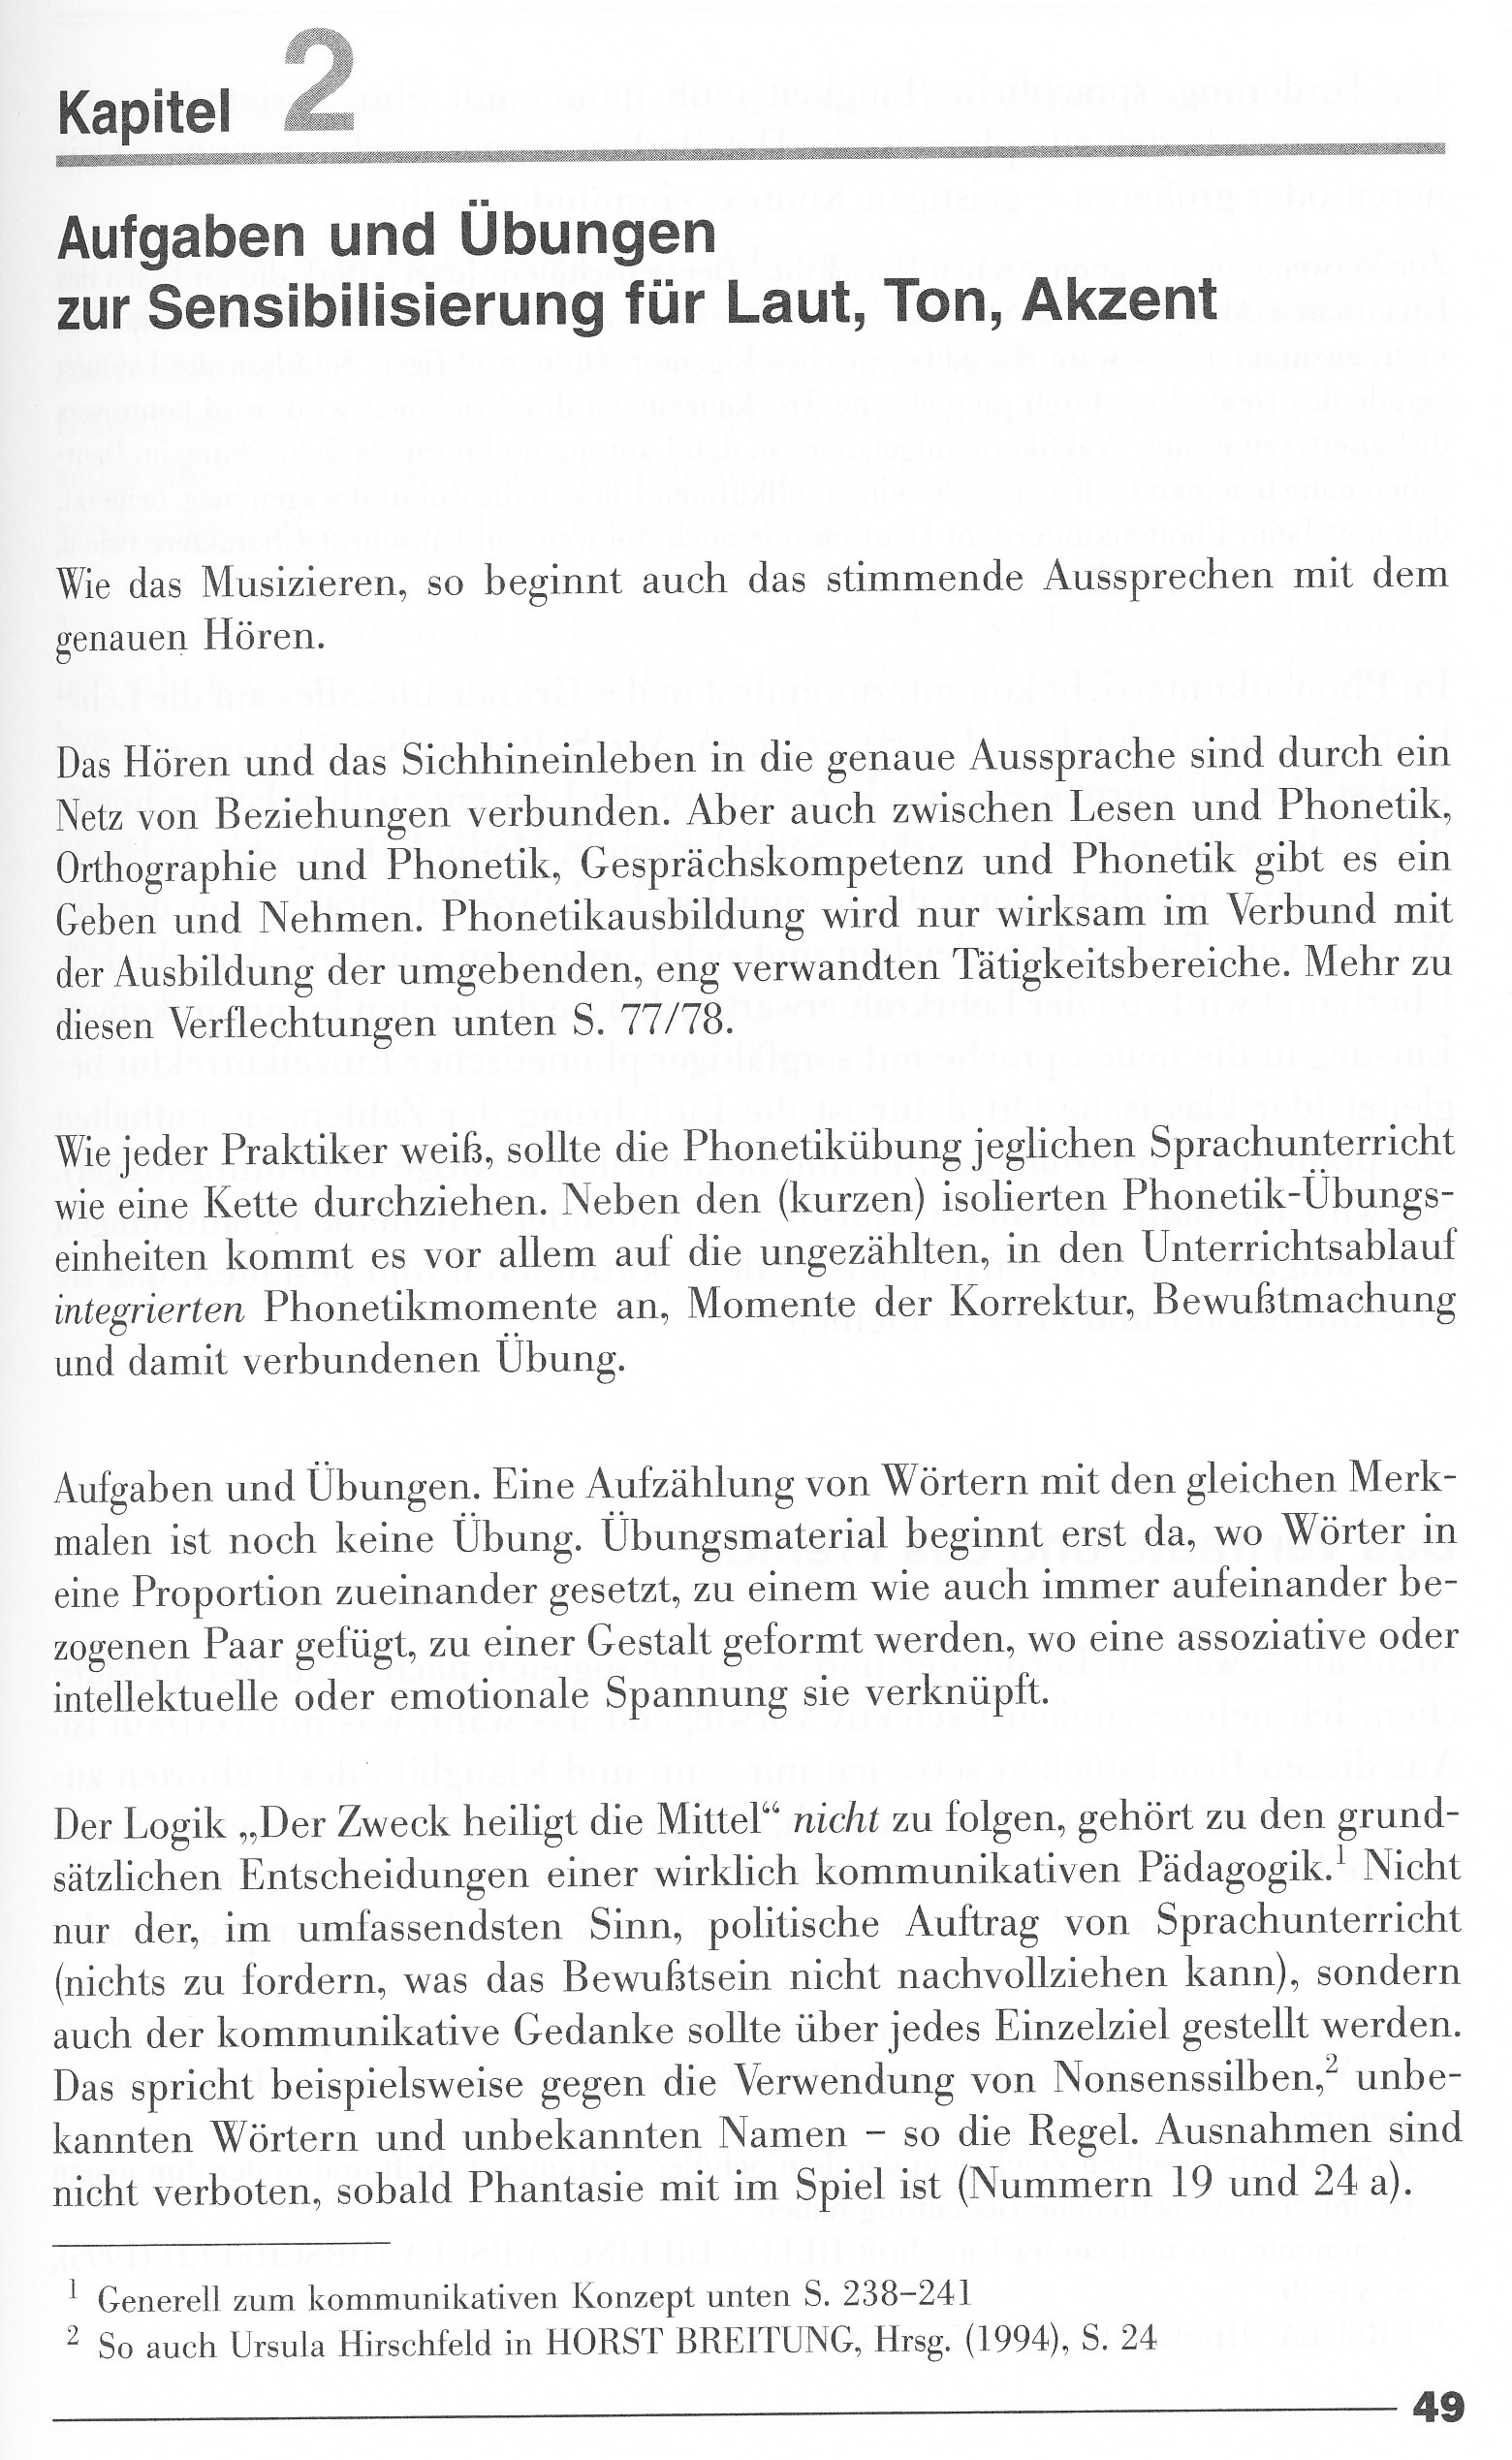 Kapitel 2
Aufgaben und Übungen
zur Sensibilisierung für Laut, Ton, Akzent
Wie das Musizieren, so beginnt auch das stimmende Aussprechen mit dem
genauen Hören.
Das Hören und das Sichhineinleben in die genaue Aussprache sind durch ein
Netz von Beziehungen verbunden. Aber auch zwischen Lesen und Phonetik,
Orthographie und Phonetik, Gesprächskompetenz und Phonetik gibt es ein
Geben und Nehmen. Phonetikausbildung wird nur wirksam im Verbund mit
der Ausbildung der umgebenden, eng verwandten Tätigkeitsbereiche. Mehr zu
diesen Verflechtungen unten S. 77/78.
Wie jeder Praktiker weiß, sollte die Phonetikübung jeglichen Sprachunterricht
wie eine Kette durchziehen. Neben den (kurzen) isolierten Phonetik-Übungs-
einheiten kommt es vor allem auf die ungezählten, in den Unterrichtsablauf
integrierten Phonetikmomente an, Momente der Korrektur, Bewußtmachung
und damit verbundenen Übung.
Aufgaben und Übungen. Eine Aufzählung von Wörtern mit den gleichen Merk-
malen ist noch keine Übung. Übungsmaterial beginnt erst da, wo Wörter in
eine Proportion zueinander gesetzt, zu einem wie auch immer aufeinander be-
zogenen Paar gefügt, zu einer Gestalt geformt werden, wo eine assoziative oder
intellektuelle oder emotionale Spannung sie verknüpft.
Der Logik „Der Zweck heiligt die Mittel“ nicht zu folgen, gehört zu den grund-
sätzlichen Entscheidungen einer wirklich kommunikativen Pädagogik.¹ Nicht
nur der, im umfassendsten Sinn, politische Auftrag von Sprachunterricht
(nichts zu fordern, was das Bewußtsein nicht nachvollziehen kann), sondern
auch der kommunikative Gedanke sollte über jedes Einzelziel gestellt werden.
Das spricht beispielsweise gegen die Verwendung von Nonsenssilben,² unbe-
kannten Wörtern und unbekannten Namen – so die Regel. Ausnahmen sind
nicht verboten, sobald Phantasie mit im Spiel ist (Nummern 19 und 24 a).
¹ Generell zum kommunikativen Konzept unten S. 238–241
² So auch Ursula Hirschfeld in HORST BREITUNG, Hrsg. (1994), S. 24
49